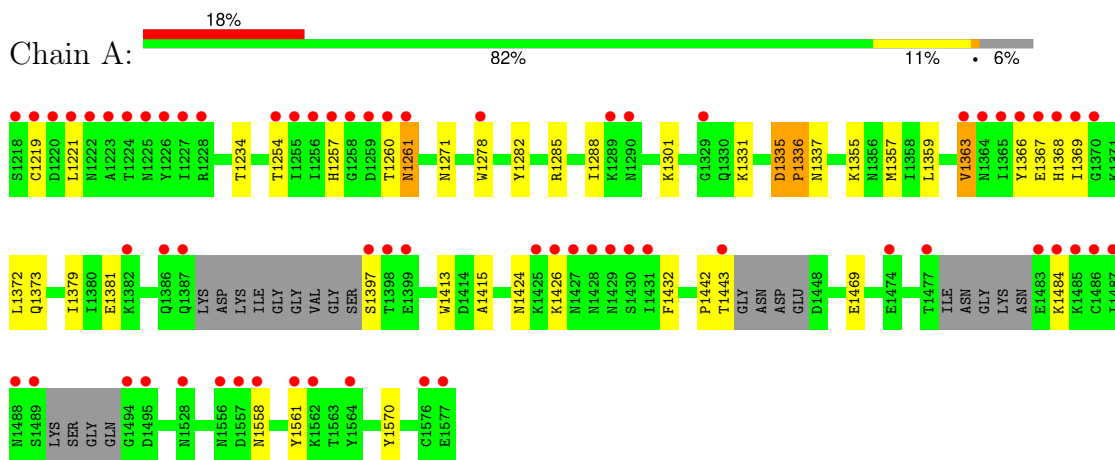 18%
Chain A:
82% 11% • 6%
S1218 C1219 D1220 L1221 N1222 A1223 T1224 N1225 Y1226 I1227 R1228 T1234 T1254 I1255 I1256 H1257 G1258 D1259 T1260 N1261 N1271 W1278 Y1282 R1285 I1288 K1289 N1290 K1301 G1329 Q1330 K1331 D1335 P1336 N1337 K1355 N1356 M1357 I1358 L1359 V1363 N1364 I1365 Y1366 E1367 H1368 I1369 G1370 K1371
L1372 Q1373 I1379 I1380 E1381 K1382 Q1386 Q1387 LYS ASP LYS ILE GLY GLY VAL GLY SER S1397 T1398 E1399 W1413 D1414 A1415 N1424 K1425 K1426 N1427 N1428 N1429 S1430 I1431 F1432 P1442 T1443 GLY ASN ASP GLU D1448 E1469 E1474 T1477 ILE ASN GLY LYS ASN E1483 K1484 K1485 C1486
N1488 S1489 LYS SER GLY GLN G1494 D1495 N1528 N1556 D1557 N1558 Y1561 K1562 T1563 Y1564 Y1570 C1576 E1577